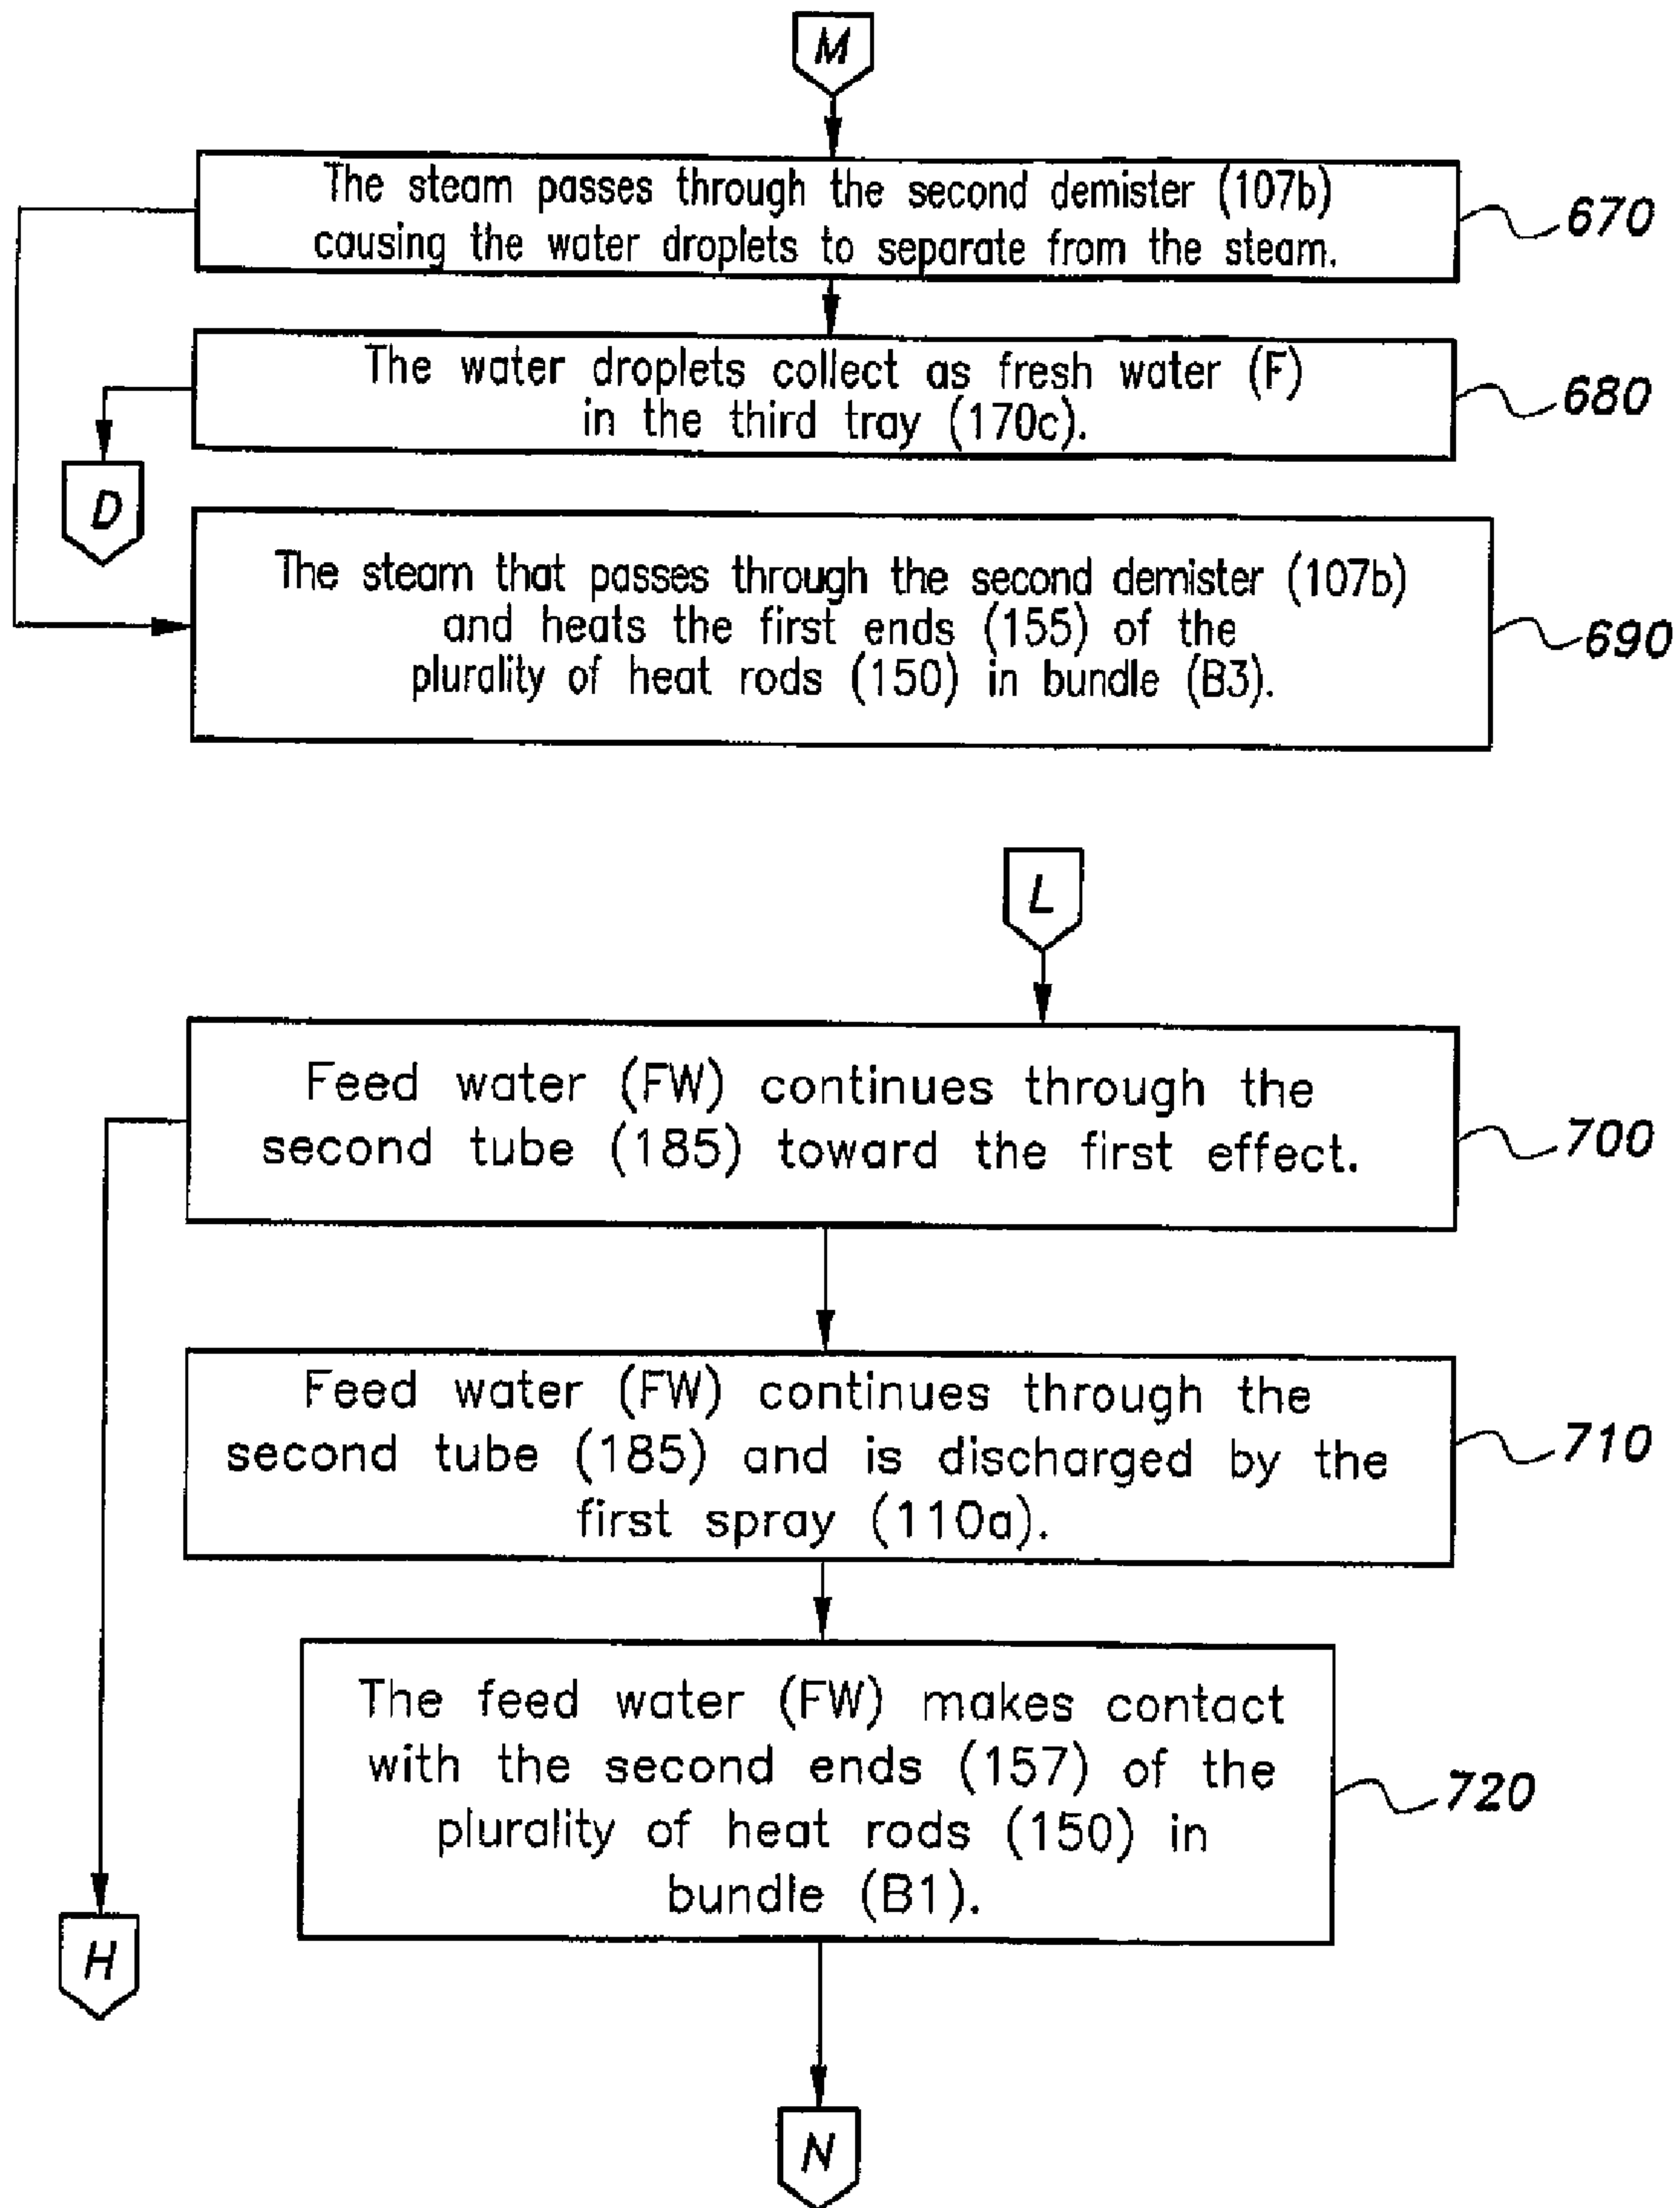 M
The steam passes through the second demister (107b)
causing the water droplets to separate from the steam.
670
The water droplets collect as fresh water (F)
in the third tray (170c).
680
D
The steam that passes through the second demister (107b)
and heats the first ends (155) of the
plurality of heat rods (150) in bundle (B3).
690
L
Feed water (FW) continues through the
second tube (185) toward the first effect.
700
Feed water (FW) continues through the
second tube (185) and is discharged by the
first spray (110a).
710
The feed water (FW) makes contact
with the second ends (157) of the
plurality of heat rods (150) in
bundle (B1).
720
H
N